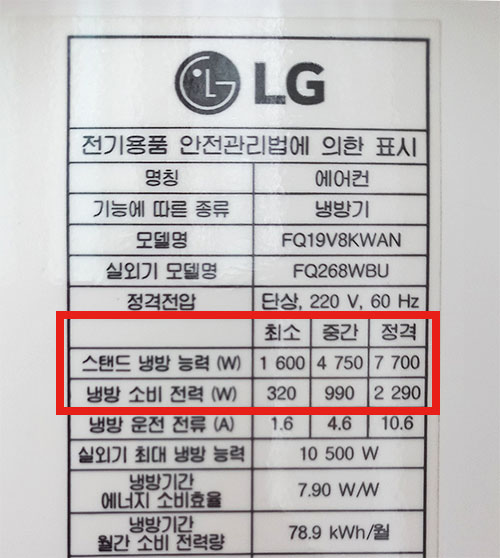 LG
전기용품 안전관리법에 의한 표시
명칭 에어컨
기능에 따른 종류 냉방기
모델명 FQ19V8KWAN
실외기 모델명 FQ268WBU
정격전압 단상, 220 V, 60 Hz
최소 중간 정격
스탠드 냉방 능력 (W) 1 600 4 750 7 700
냉방 소비 전력 (W) 320 990 2 290
냉방 운전 전류 (A) 1.6 4.6 10.6
실외기 최대 냉방 능력 10 500 W
냉방기간
에너지 소비효율 7.90 W/W
냉방기간
월간 소비 전력량 78.9 kWh/월